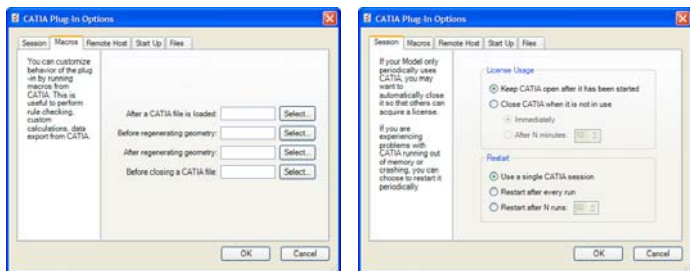 CATIA Plug-In Options
Session Macros Remote Host Start Up Files
You can customize
behavior of the plug
-in by running
macros from
CATIA. This is
useful to perform
rule checking,
custom
calculations, data
export from CATIA.
After a CATIA file is loaded: Select...
Before regenerating geometry: Select...
After regenerating geometry: Select...
Before closing a CATIA file: Select...
OK Cancel
CATIA Plug-In Options
Session Macros Remote Host Start Up Files
If your Model only
periodically uses
CATIA, you may
want to
automatically close
it so that others can
acquire a license.
If you are
experiencing
problems with
CATIA running out
of memory or
crashing, you can
choose to restart it
periodically
License Usage
Keep CATIA open after it has been started
Close CATIA when it is not in use
Immediately
After N minutes:
Restart
Use a single CATIA session
Restart after every run
Restart after N runs:
OK Cancel